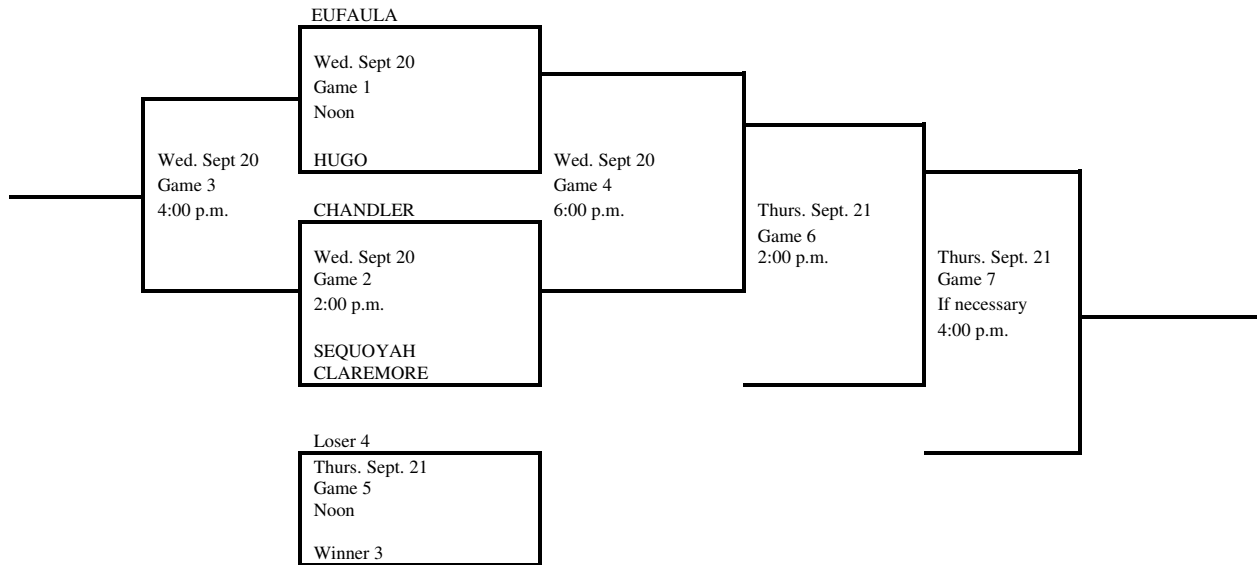 EUFAULA
Wed. Sept 20
Game 1
Noon
HUGO
Wed. Sept 20
Game 3
4:00 p.m.
CHANDLER
Wed. Sept 20
Game 2
2:00 p.m.
SEQUOYAH
CLAREMORE
Wed. Sept 20
Game 4
6:00 p.m.
Thurs. Sept. 21
Game 6
2:00 p.m.
Thurs. Sept. 21
Game 7
If necessary
4:00 p.m.
Loser 4
Thurs. Sept. 21
Game 5
Noon
Winner 3